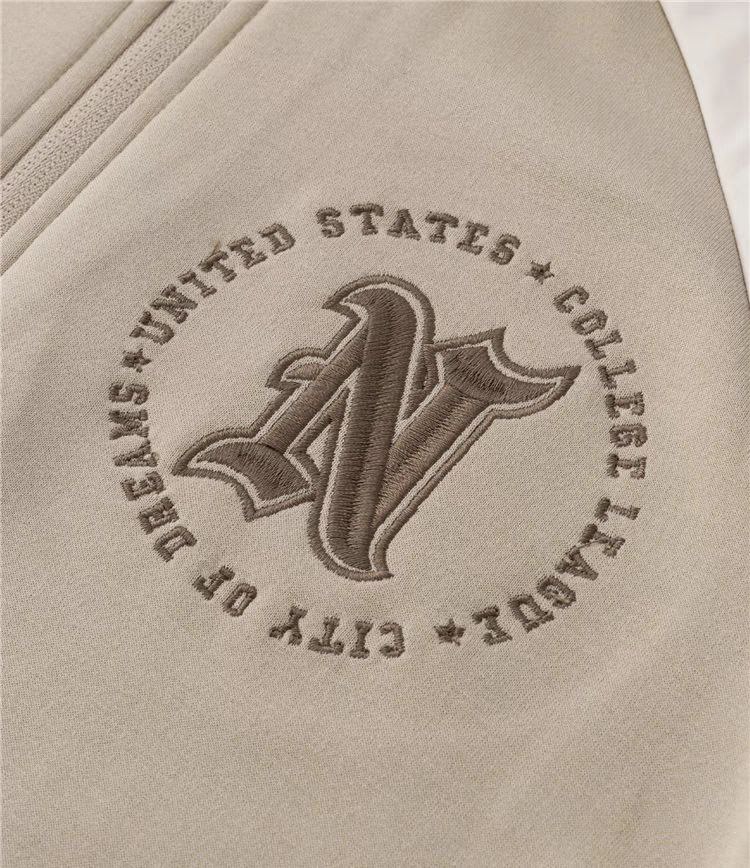 UNITED STATES ★ COLLEGE LEAGUE ★ CITY OF DREAMS ★
N